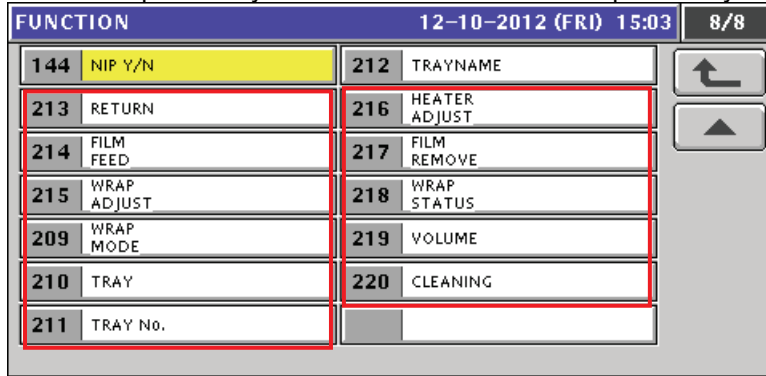 FUNCTION 12-10-2012 (FRI) 15:03 8/8
144 NIP Y/N
212 TRAYNAME
213 RETURN
216 HEATER
ADJUST
214 FILM
FEED
217 FILM
REMOVE
215 WRAP
ADJUST
218 WRAP
STATUS
209 WRAP
MODE
219 VOLUME
210 TRAY
220 CLEANING
211 TRAY No.